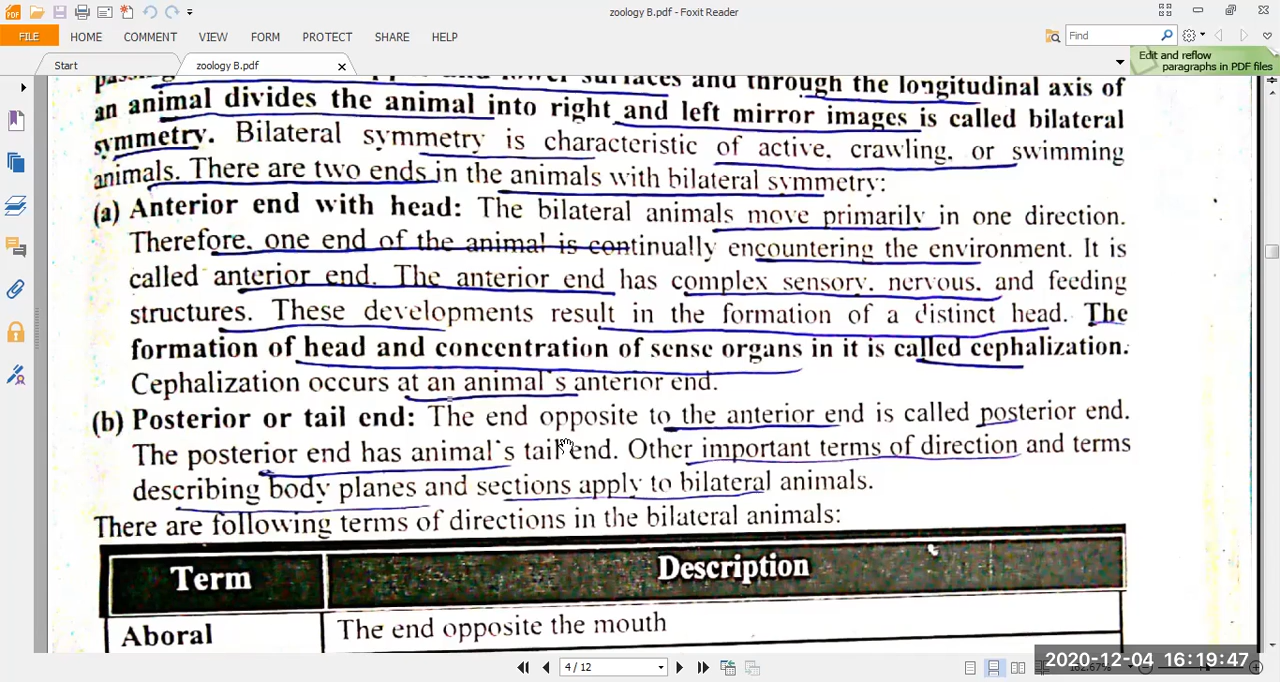 zoology B.pdf - Foxit Reader
FILE HOME COMMENT VIEW FORM PROTECT SHARE HELP
Find
Start
zoology B.pdf
Edit and reflow
paragraphs in PDF files
lower surfaces and through the longitudinal axis of
an animal divides the animal into right and left mirror images is called bilateral
symmetry. Bilateral symmetry is characteristic of active, crawling, or swimming
animals. There are two ends in the animals with bilateral symmetry:
(a) Anterior end with head: The bilateral animals move primarily in one direction.
Therefore, one end of the animal is continually encountering the environment. It is
called anterior end. The anterior end has complex sensory, nervous, and feeding
structures. These developments result in the formation of a distinct head. The
formation of head and concentration of sense organs in it is called cephalization.
Cephalization occurs at an animal`s anterior end.
(b) Posterior or tail end: The end opposite to the anterior end is called posterior end.
The posterior end has animal`s tail end. Other important terms of direction and terms
describing body planes and sections apply to bilateral animals.
There are following terms of directions in the bilateral animals:
Term Description
Aboral The end opposite the mouth
4 / 12
2020-12-04 16:19:47